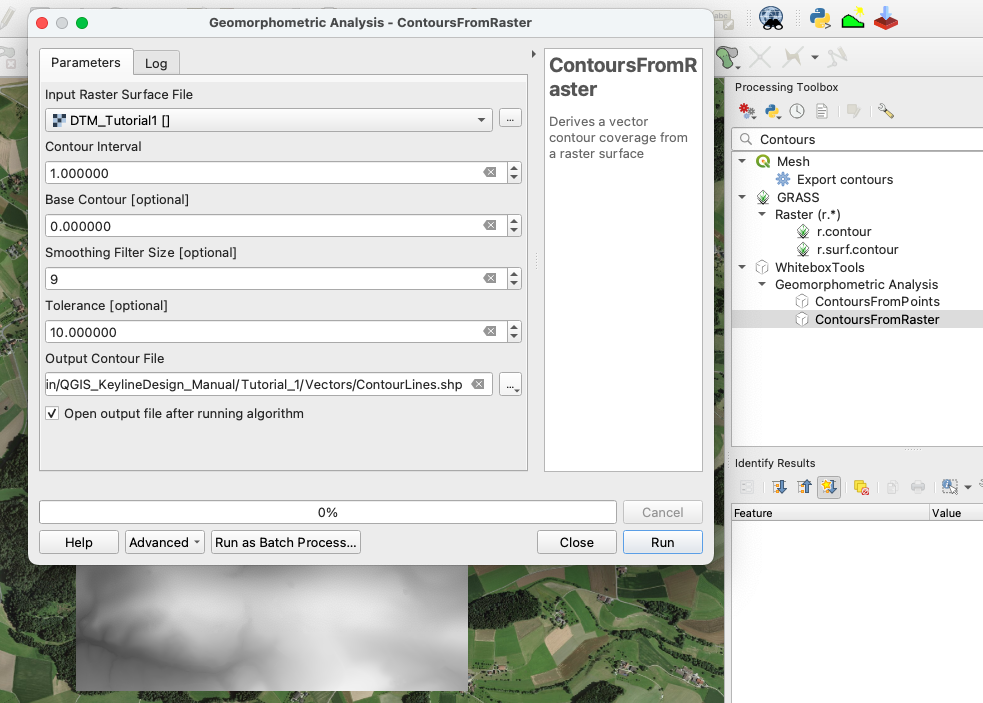 Geomorphometric Analysis - ContoursFromRaster
Parameters
Log
Input Raster Surface File
DTM_Tutorial1 []
...
Contour Interval
1.000000
Base Contour [optional]
0.000000
Smoothing Filter Size [optional]
9
Tolerance [optional]
10.000000
Output Contour File
in/QGIS_KeylineDesign_Manual/Tutorial_1/Vectors/ContourLines.shp
...
Open output file after running algorithm
ContoursFromR
aster
Derives a vector
contour coverage from
a raster surface
0%
Cancel
Help
Advanced
Run as Batch Process...
Close
Run
abc
Processing Toolbox
Contours
Mesh
Export contours
GRASS
Raster (r.*)
r.contour
r.surf.contour
WhiteboxTools
Geomorphometric Analysis
ContoursFromPoints
ContoursFromRaster
Identify Results
Feature
Value